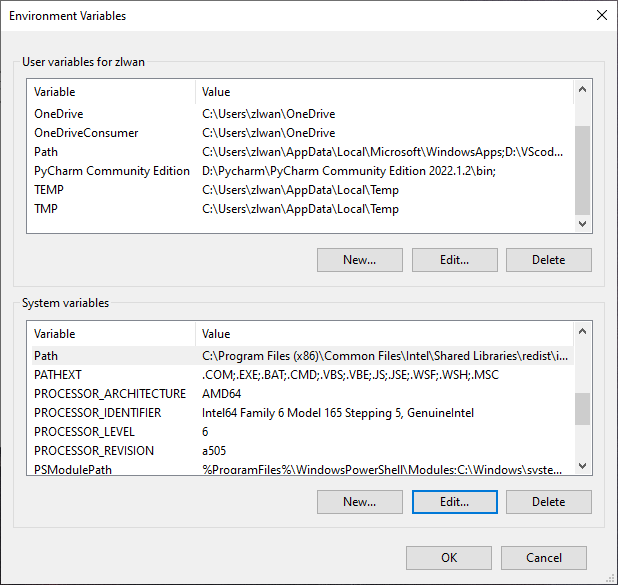 Environment Variables
User variables for zlwan
Variable Value
OneDrive C:\Users\zlwan\OneDrive
OneDriveConsumer C:\Users\zlwan\OneDrive
Path C:\Users\zlwan\AppData\Local\Microsoft\WindowsApps;D:\VScod...
PyCharm Community Edition D:\Pycharm\PyCharm Community Edition 2022.1.2\bin;
TEMP C:\Users\zlwan\AppData\Local\Temp
TMP C:\Users\zlwan\AppData\Local\Temp
New... Edit... Delete
System variables
Variable Value
Path C:\Program Files (x86)\Common Files\Intel\Shared Libraries\redist\i...
PATHEXT .COM;.EXE;.BAT;.CMD;.VBS;.VBE;.JS;.JSE;.WSF;.WSH;.MSC
PROCESSOR_ARCHITECTURE AMD64
PROCESSOR_IDENTIFIER Intel64 Family 6 Model 165 Stepping 5, GenuineIntel
PROCESSOR_LEVEL 6
PROCESSOR_REVISION a505
PSModulePath %ProgramFiles%\WindowsPowerShell\Modules;C:\Windows\syste...
New... Edit... Delete
OK Cancel